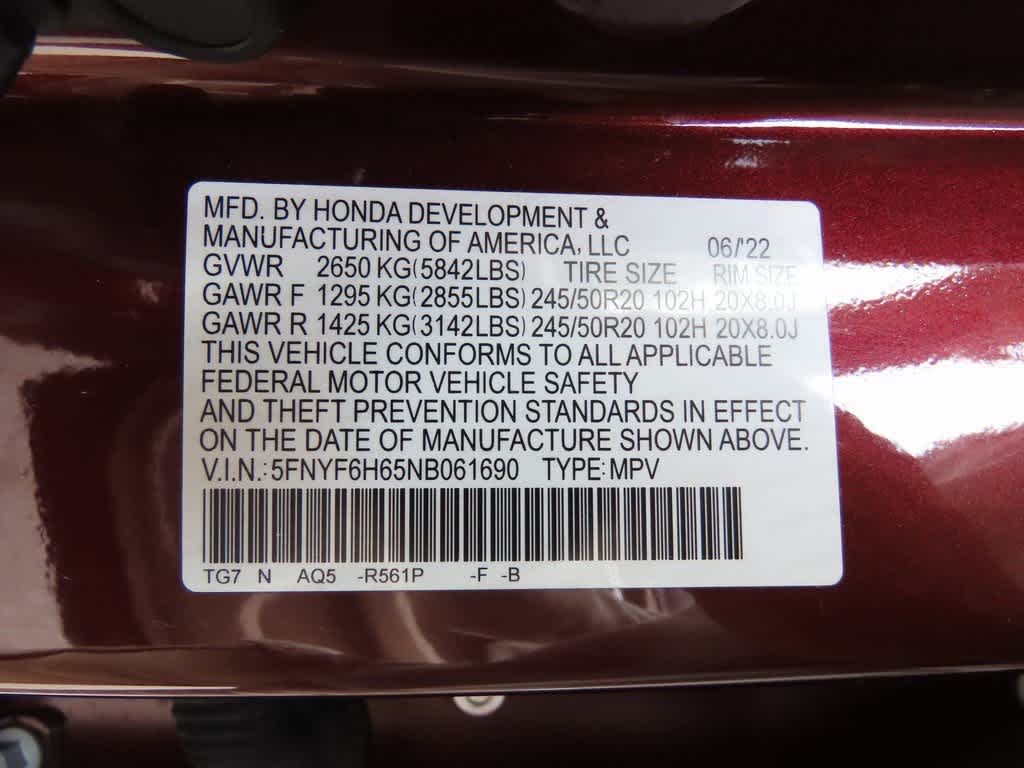 MFD. BY HONDA DEVELOPMENT &
MANUFACTURING OF AMERICA, LLC 06/'22
GVWR 2650 KG(5842LBS) TIRE SIZE RIM SIZE
GAWR F 1295 KG(2855LBS) 245/50R20 102H 20X8.0J
GAWR R 1425 KG(3142LBS) 245/50R20 102H 20X8.0J
THIS VEHICLE CONFORMS TO ALL APPLICABLE
FEDERAL MOTOR VEHICLE SAFETY
AND THEFT PREVENTION STANDARDS IN EFFECT
ON THE DATE OF MANUFACTURE SHOWN ABOVE.
V.I.N.: 5FNYF6H65NB061690 TYPE: MPV
TG7 N AQ5 -R561P -F -B